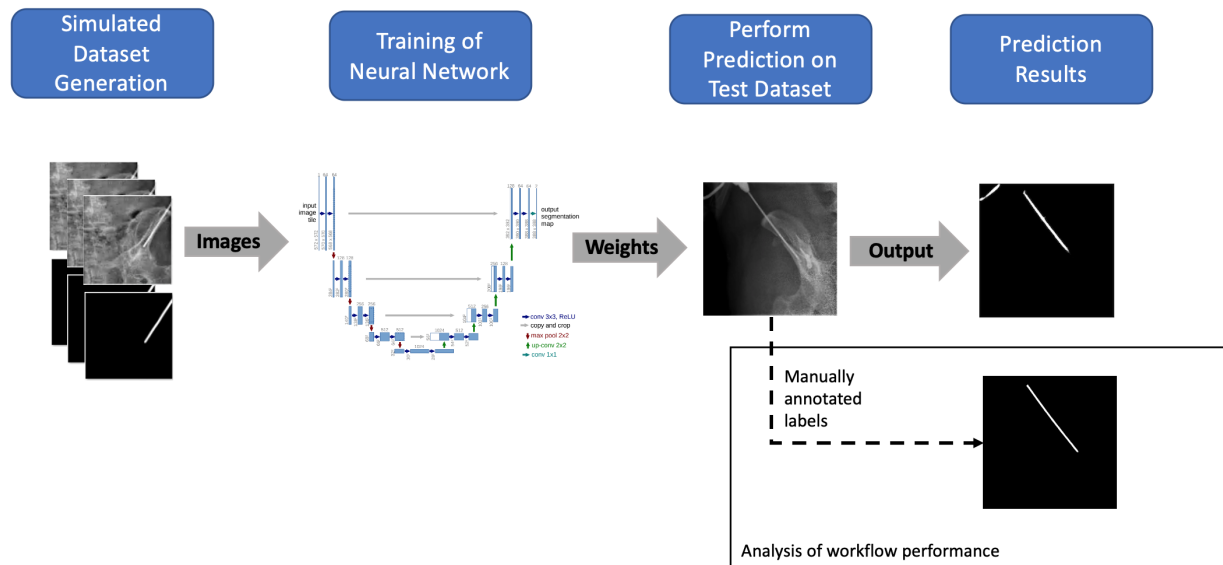 Simulated
Dataset
Generation
Training of
Neural Network
Perform
Prediction on
Test Dataset
Prediction
Results
Images
input
image
tile
output
segmentation
map
conv 3x3, ReLU
copy and crop
max pool 2x2
up-conv 2x2
conv 1x1
Weights
Output
Manually
annotated
labels
Analysis of workflow performance